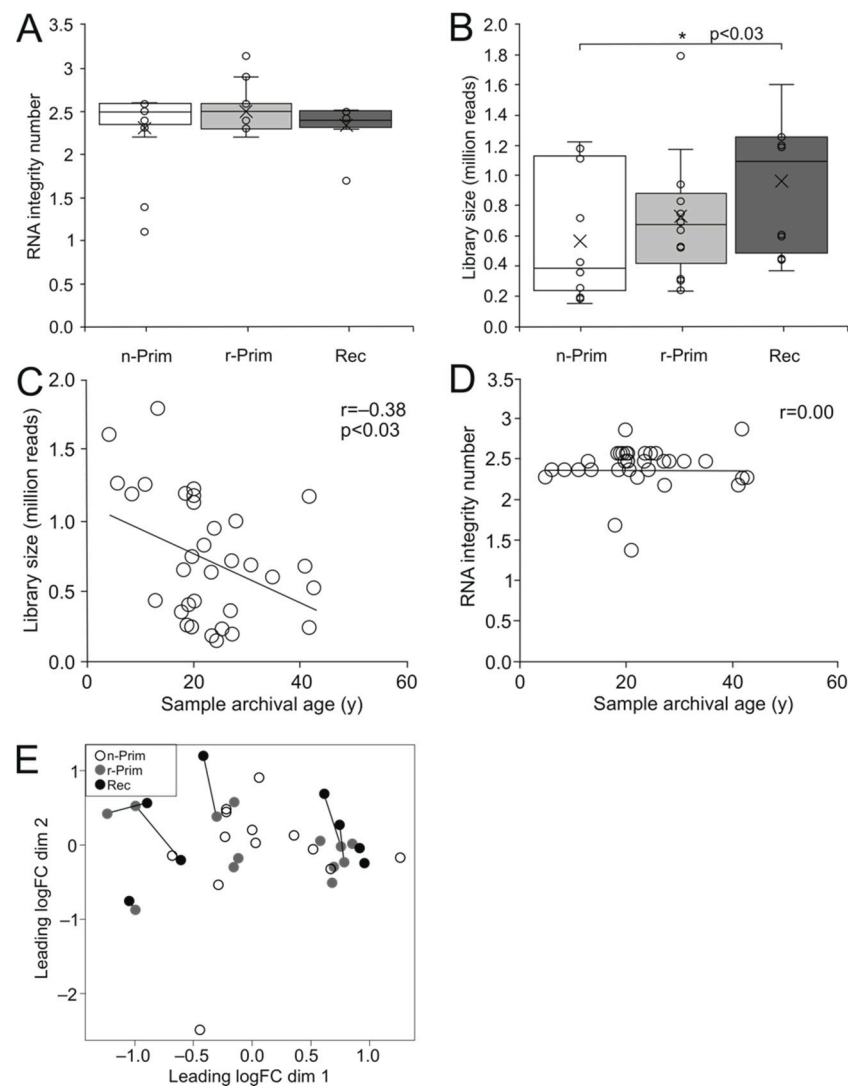 A
RNA integrity number
3.5
3
2.5
2
1.5
1
0.5
0.0
n-Prim
r-Prim
Rec
B
Library size (million reads)
* p<0.03
2.0
1.8
1.6
1.4
1.2
1.0
0.8
0.6
0.4
0.2
0.0
n-Prim
r-Prim
Rec
C
Library size (million reads)
2.0
1.5
1.0
0.5
0.0
r=–0.38
p<0.03
0
20
40
60
Sample archival age (y)
D
RNA integrity number
3.5
3.0
2.5
2
1.5
1
0.5
0.0
r=0.00
0
20
40
60
Sample archival age (y)
E
n-Prim
r-Prim
Rec
Leading logFC dim 2
1
0
–1
–2
–1.0
–0.5
0.0
0.5
1.0
Leading logFC dim 1